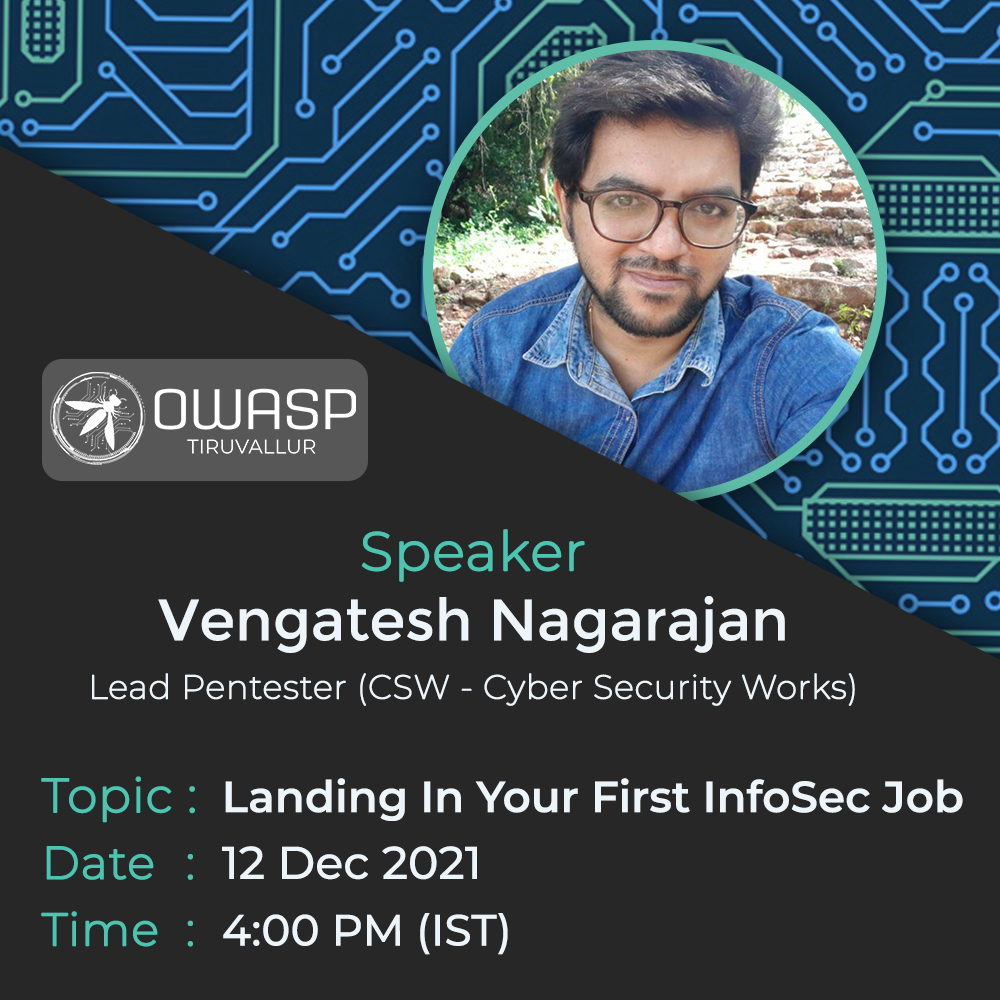 OWASP
TIRUVALLUR
Speaker
Vengatesh Nagarajan
Lead Pentester (CSW - Cyber Security Works)
Topic : Landing In Your First InfoSec Job
Date : 12 Dec 2021
Time : 4:00 PM (IST)